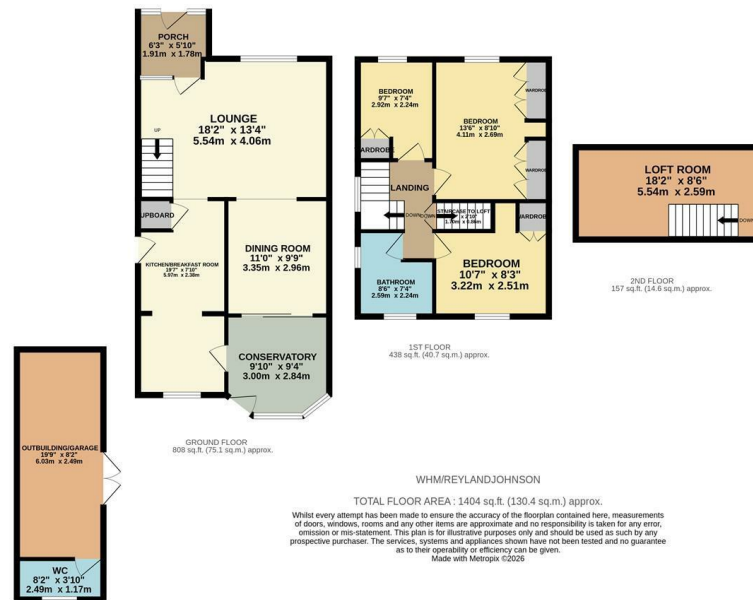 PORCH
6'3" x 5'10"
1.91m x 1.78m
LOUNGE
18'2" x 13'4"
5.54m x 4.06m
UP
UPBOARD
KITCHEN/BREAKFAST ROOM
19'7" x 7'10"
5.97m x 2.38m
DINING ROOM
11'0" x 9'9"
3.35m x 2.96m
CONSERVATORY
9'10" x 9'4"
3.00m x 2.84m
GROUND FLOOR
808 sq.ft. (75.1 sq.m.) approx.
OUTBUILDING/GARAGE
19'9" x 8'2"
6.03m x 2.49m
WC
8'2" x 3'10"
2.49m x 1.17m
BEDROOM
9'7" x 7'4"
2.92m x 2.24m
WARDROBE
BEDROOM
13'6" x 8'10"
4.11m x 2.69m
WARDROBE
WARDROBE
LANDING
DOWN
DOWN
STAIRCASE TO LOFT
WARDROBE
BATHROOM
8'6" x 7'4"
2.59m x 2.24m
BEDROOM
10'7" x 8'3"
3.22m x 2.51m
1ST FLOOR
438 sq.ft. (40.7 sq.m.) approx.
LOFT ROOM
18'2" x 8'6"
5.54m x 2.59m
DOWN
2ND FLOOR
157 sq.ft. (14.6 sq.m.) approx.
WHM/REYLANDJOHNSON
TOTAL FLOOR AREA : 1404 sq.ft. (130.4 sq.m.) approx.
Whilst every attempt has been made to ensure the accuracy of the floorplan contained here, measurements
of doors, windows, rooms and any other items are approximate and no responsibility is taken for any error,
omission or mis-statement. This plan is for illustrative purposes only and should be used as such by any
prospective purchaser. The services, systems and appliances shown have not been tested and no guarantee
as to their operability or efficiency can be given.
Made with Metropix ©2026